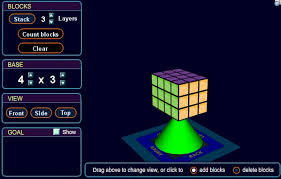 BLOCKS
Stack 3 Layers
Count blocks
Clear
BASE
4 x 3
VIEW
Front Side Top
GOAL Show
BACK
Drag above to change view, or click to add blocks delete blocks